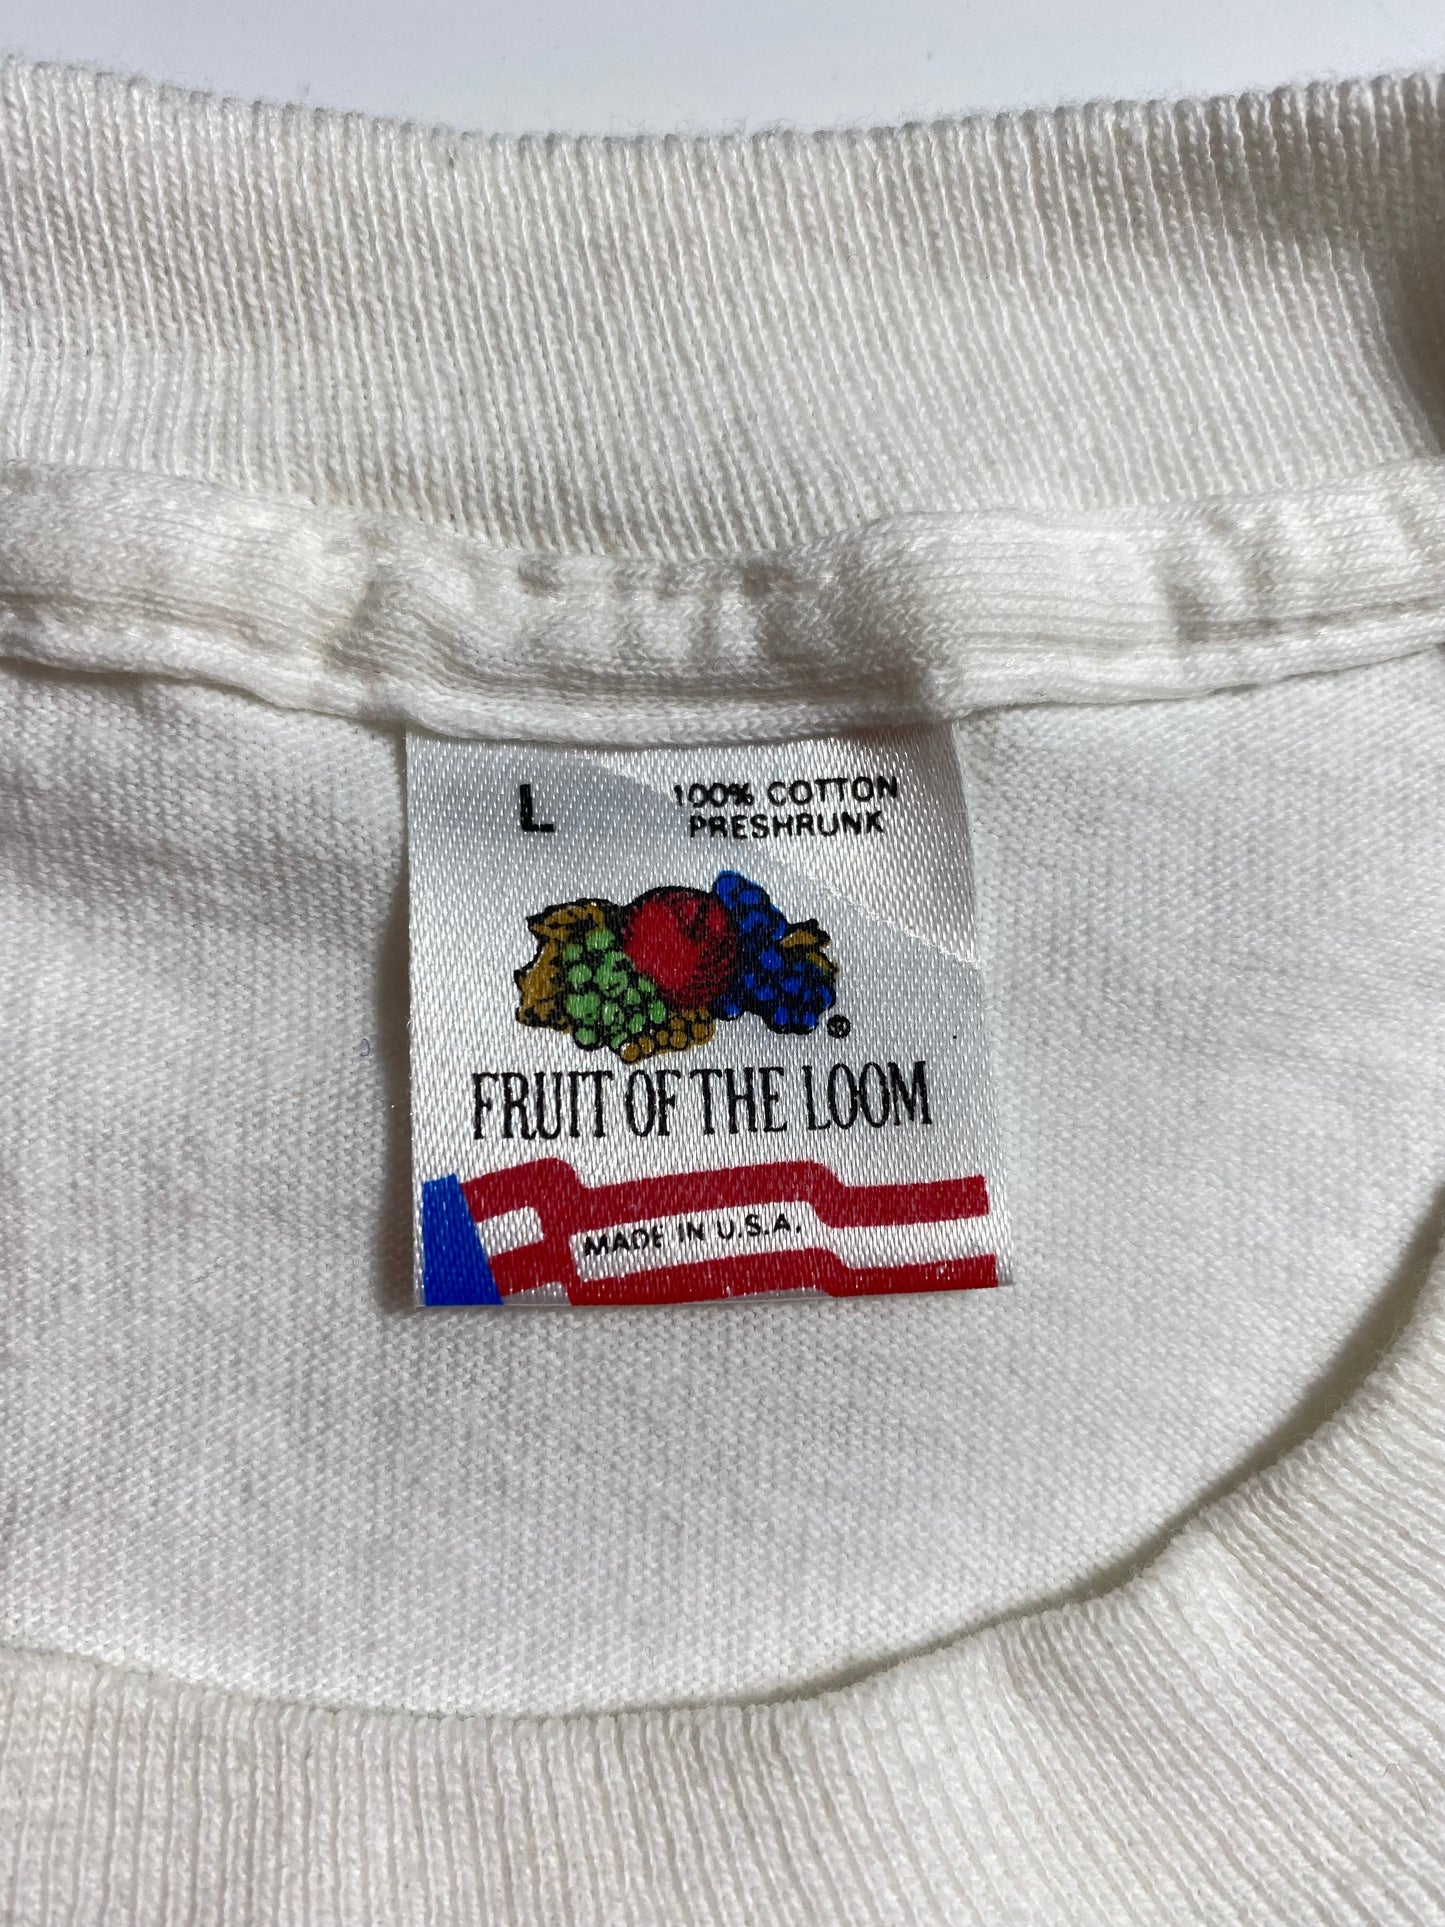 L
100% COTTON
PRESHRUNK
®
FRUIT OF THE LOOM
MADE IN U.S.A.